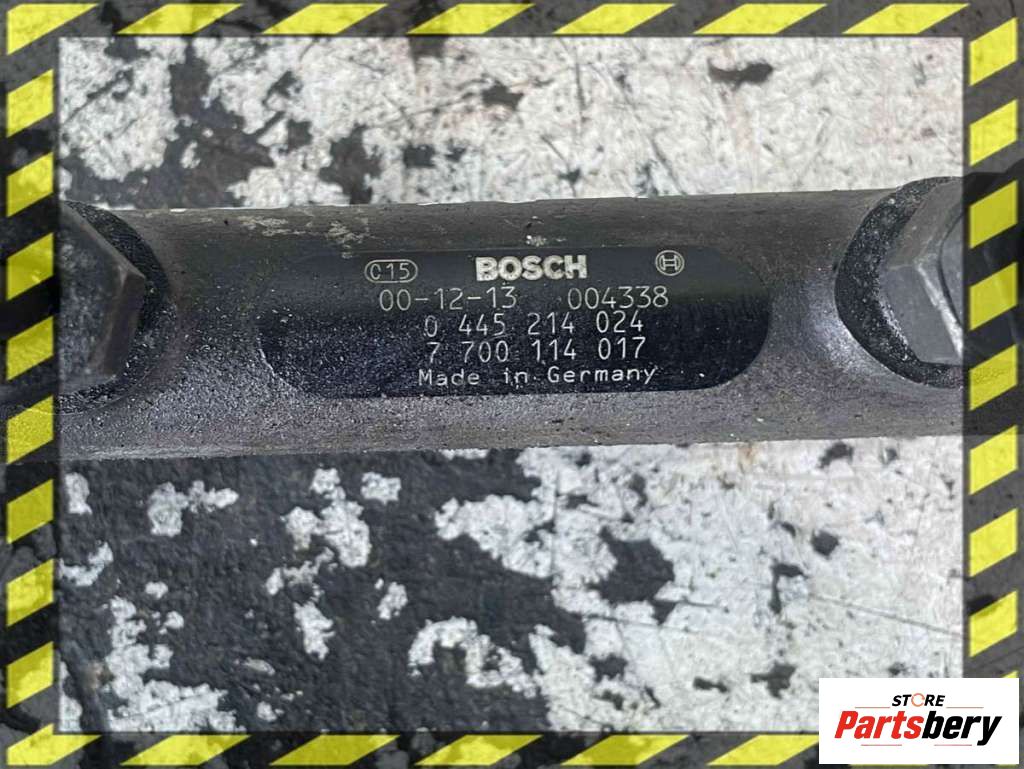 C15 BOSCH
00-12-13 004338
0 445 214 024
7 700 114 017
Made in Germany
STORE
Partsbery